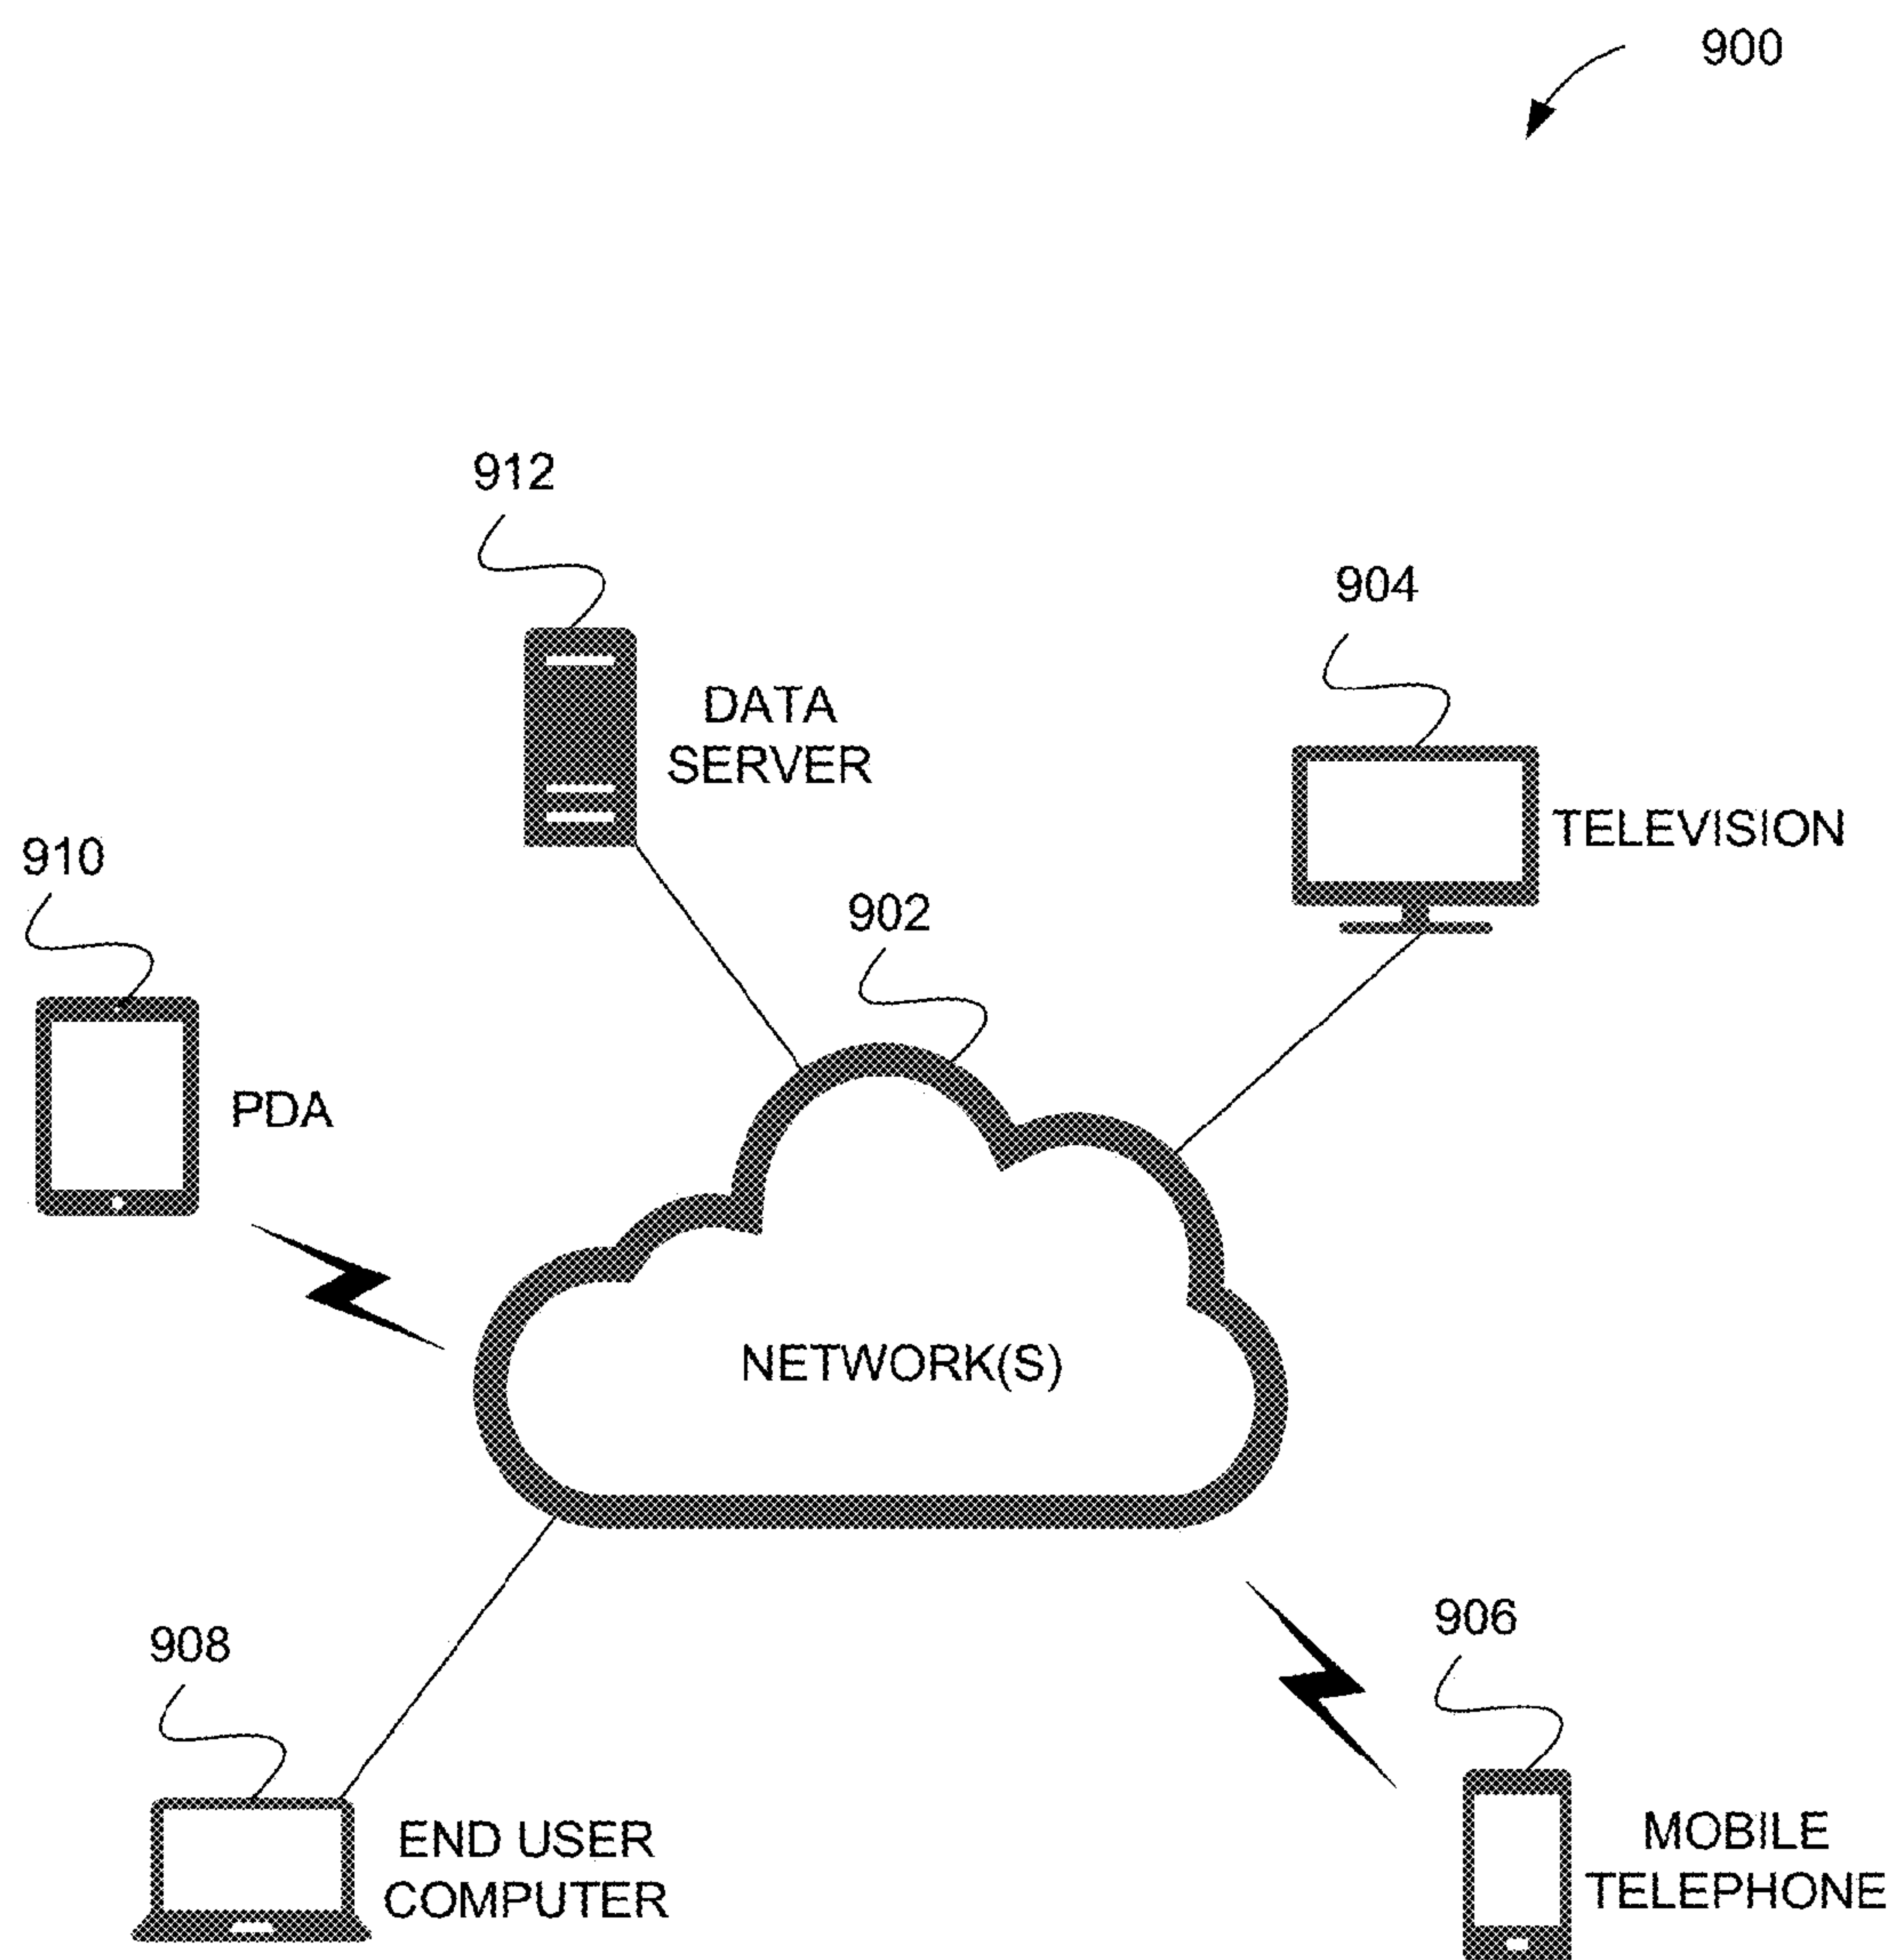 900
912
904
DATA
SERVER
TELEVISION
910
902
PDA
NETWORK(S)
908
906
END USER
COMPUTER
MOBILE
TELEPHONE